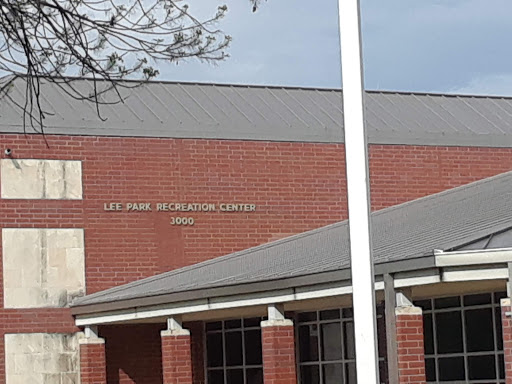 LEE PARK RECREATION CENTER
3000